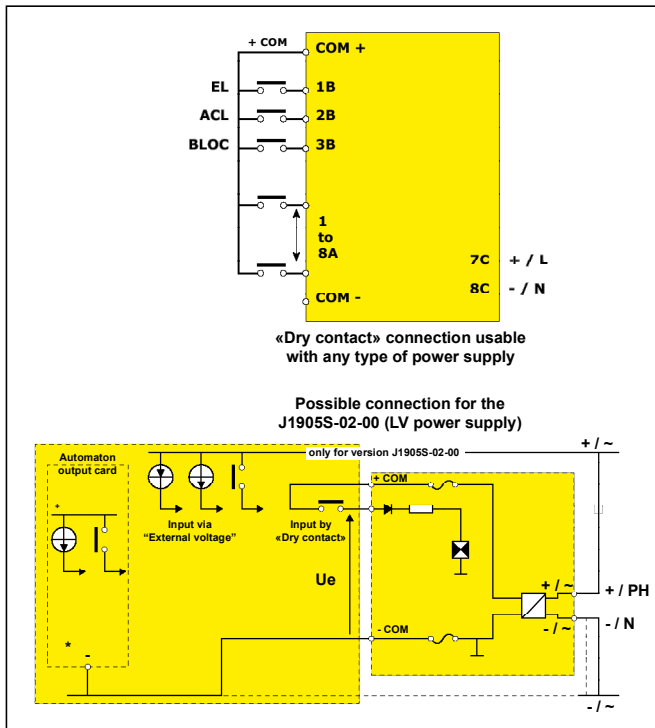 + COM
COM +
EL
1B
ACL
2B
BLOC
3B
1
to
8A
7C + / L
8C - / N
COM -
«Dry contact» connection usable
with any type of power supply
Possible connection for the
J1905S-02-00 (LV power supply)
+ / ~
only for version J1905S-02-00
Automaton
output card
+
+ COM
Input via
“External voltage”
Input by
«Dry contact»
Ue
+ / ~
+ / PH
- / ~
- / N
- COM
*
-
- / ~